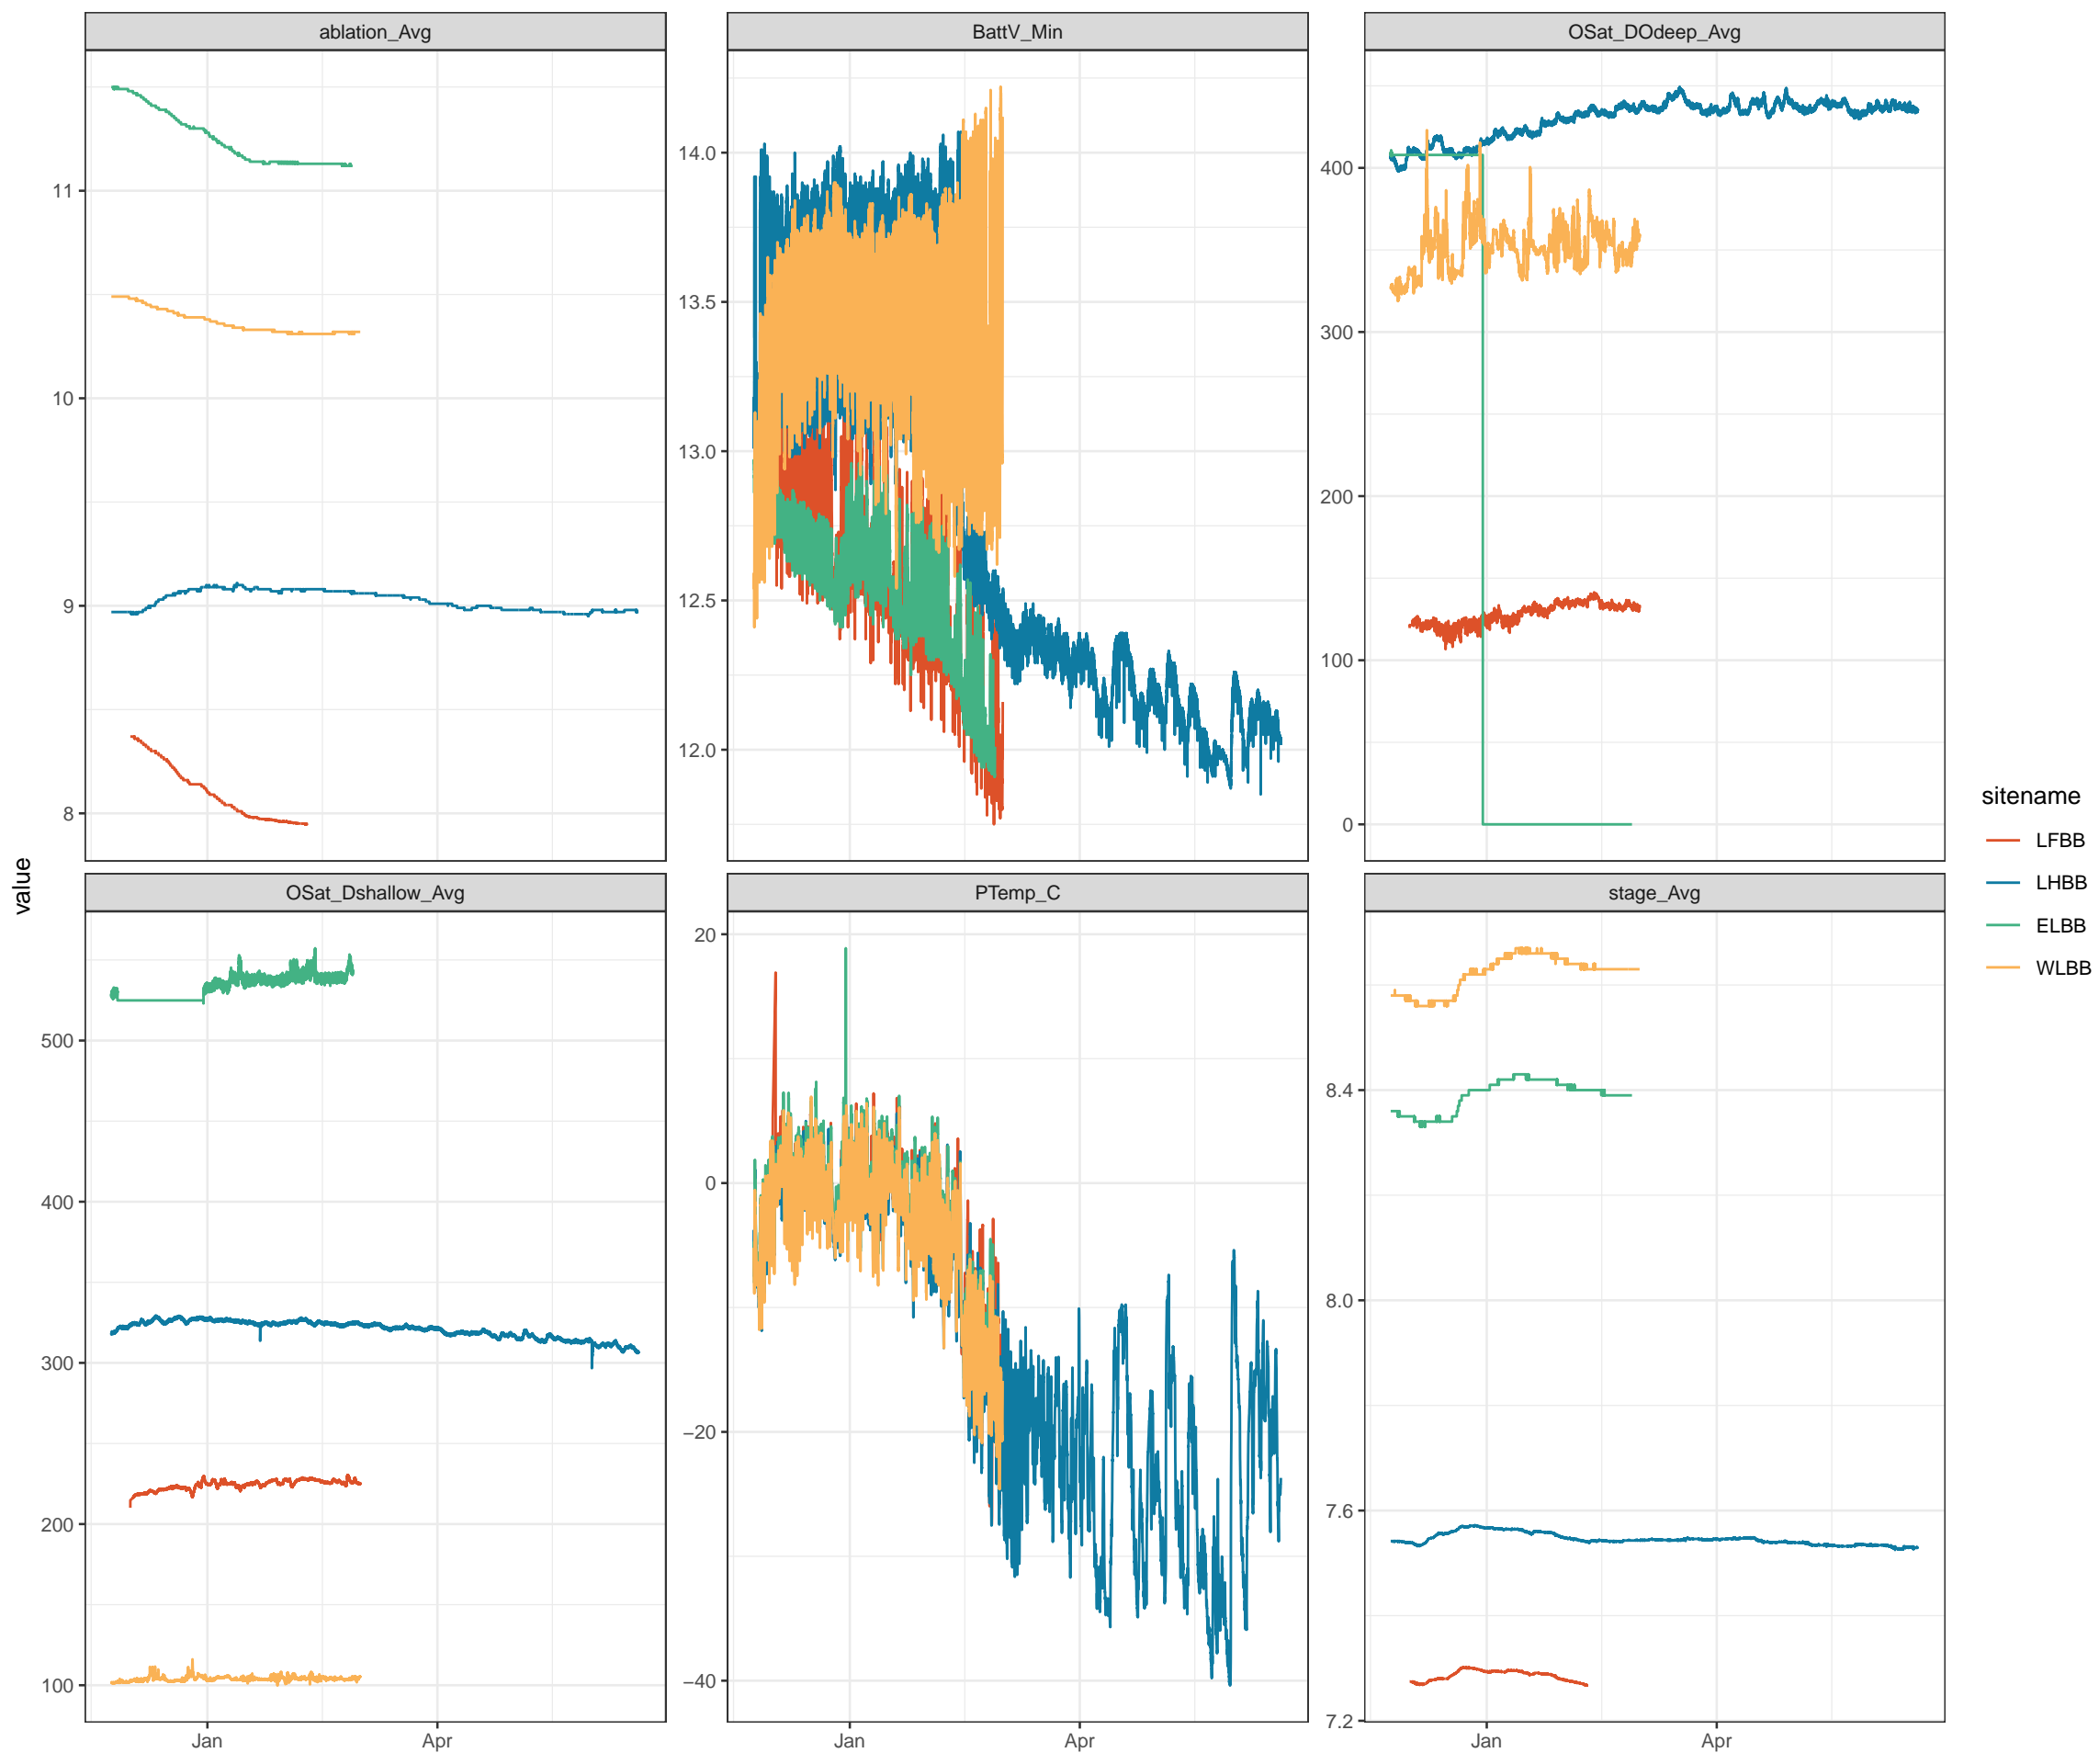 ablation_Avg
BattV_Min
OSat_DOdeep_Avg
11
10
9
8
14.0
13.5
13.0
12.5
12.0
400
300
200
100
0
value
OSat_Dshallow_Avg
PTemp_C
stage_Avg
500
400
300
200
100
20
0
−20
−40
8.4
8.0
7.6
7.2
Jan Apr
Jan Apr
Jan Apr
sitename
LFBB
LHBB
ELBB
WLBB